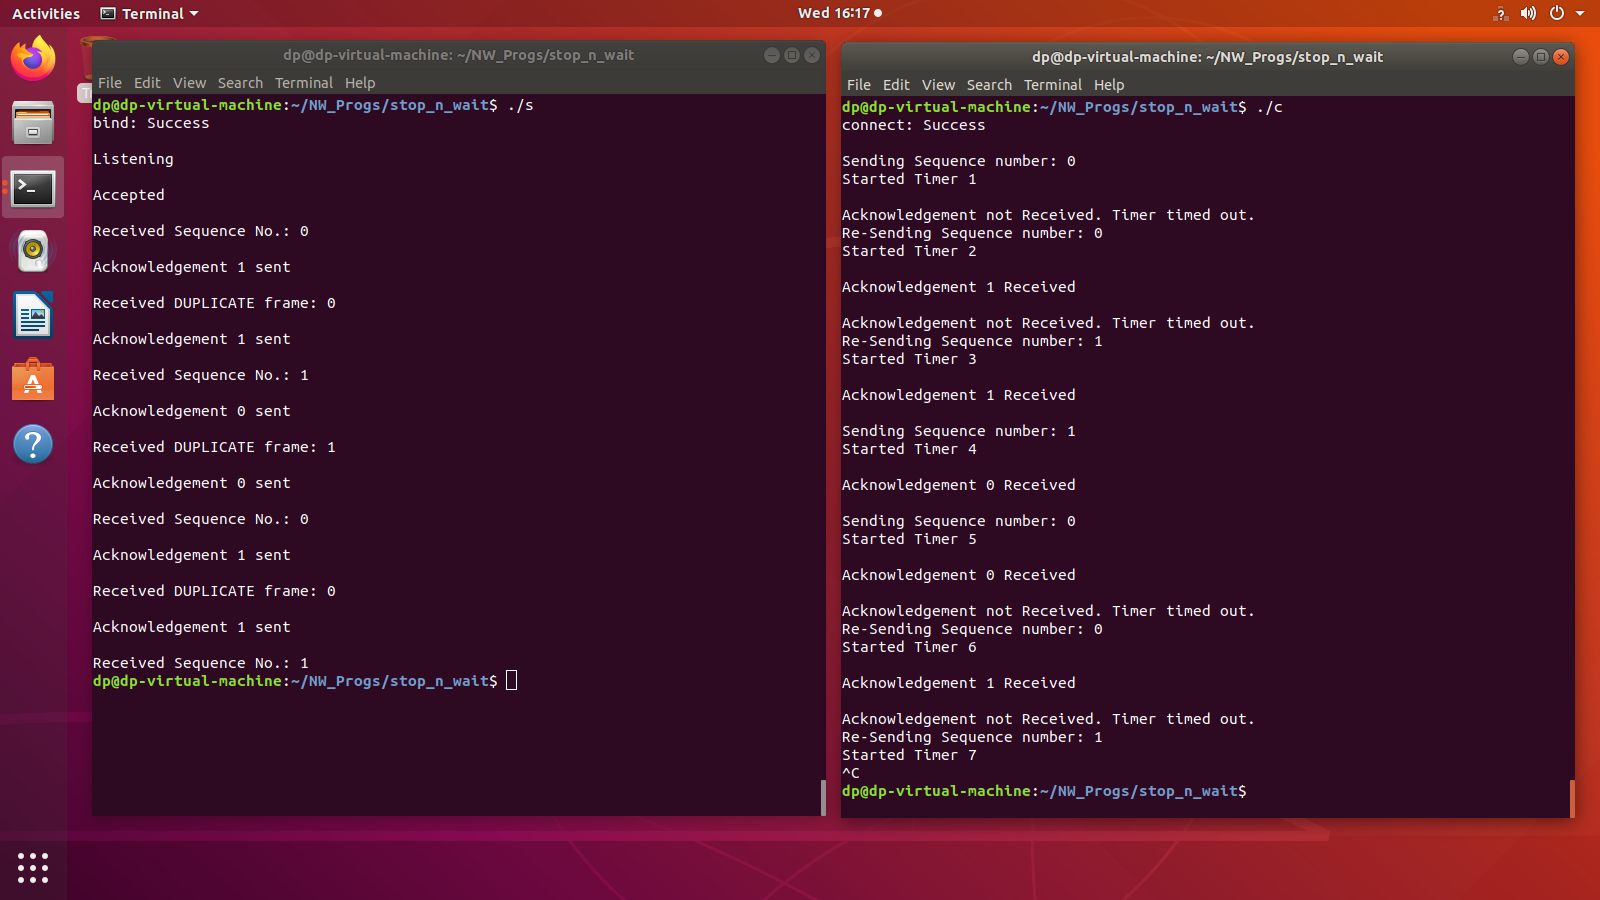 Activities
Terminal
Wed 16:17
dp@dp-virtual-machine: ~/NW_Progs/stop_n_wait
File Edit View Search Terminal Help
dp@dp-virtual-machine:~/NW_Progs/stop_n_wait$ ./s
bind: Success
Listening
Accepted
Received Sequence No.: 0
Acknowledgement 1 sent
Received DUPLICATE frame: 0
Acknowledgement 1 sent
Received Sequence No.: 1
Acknowledgement 0 sent
Received DUPLICATE frame: 1
Acknowledgement 0 sent
Received Sequence No.: 0
Acknowledgement 1 sent
Received DUPLICATE frame: 0
Acknowledgement 1 sent
Received Sequence No.: 1
dp@dp-virtual-machine:~/NW_Progs/stop_n_wait$
dp@dp-virtual-machine: ~/NW_Progs/stop_n_wait
File Edit View Search Terminal Help
dp@dp-virtual-machine:~/NW_Progs/stop_n_wait$ ./c
connect: Success
Sending Sequence number: 0
Started Timer 1
Acknowledgement not Received. Timer timed out.
Re-Sending Sequence number: 0
Started Timer 2
Acknowledgement 1 Received
Acknowledgement not Received. Timer timed out.
Re-Sending Sequence number: 1
Started Timer 3
Acknowledgement 1 Received
Sending Sequence number: 1
Started Timer 4
Acknowledgement 0 Received
Sending Sequence number: 0
Started Timer 5
Acknowledgement 0 Received
Acknowledgement not Received. Timer timed out.
Re-Sending Sequence number: 0
Started Timer 6
Acknowledgement 1 Received
Acknowledgement not Received. Timer timed out.
Re-Sending Sequence number: 1
Started Timer 7
^C
dp@dp-virtual-machine:~/NW_Progs/stop_n_wait$